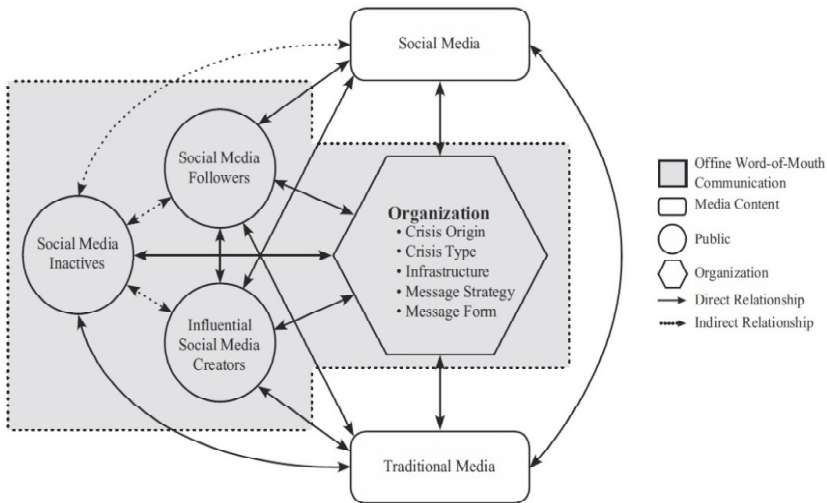 Social Media
Social Media
Followers
Social Media
Inactives
Influential
Social Media
Creators
Organization
• Crisis Origin
• Crisis Type
• Infrastructure
• Message Strategy
• Message Form
Traditional Media
Offine Word-of-Mouth
Communication
Media Content
Public
Organization
Direct Relationship
Indirect Relationship